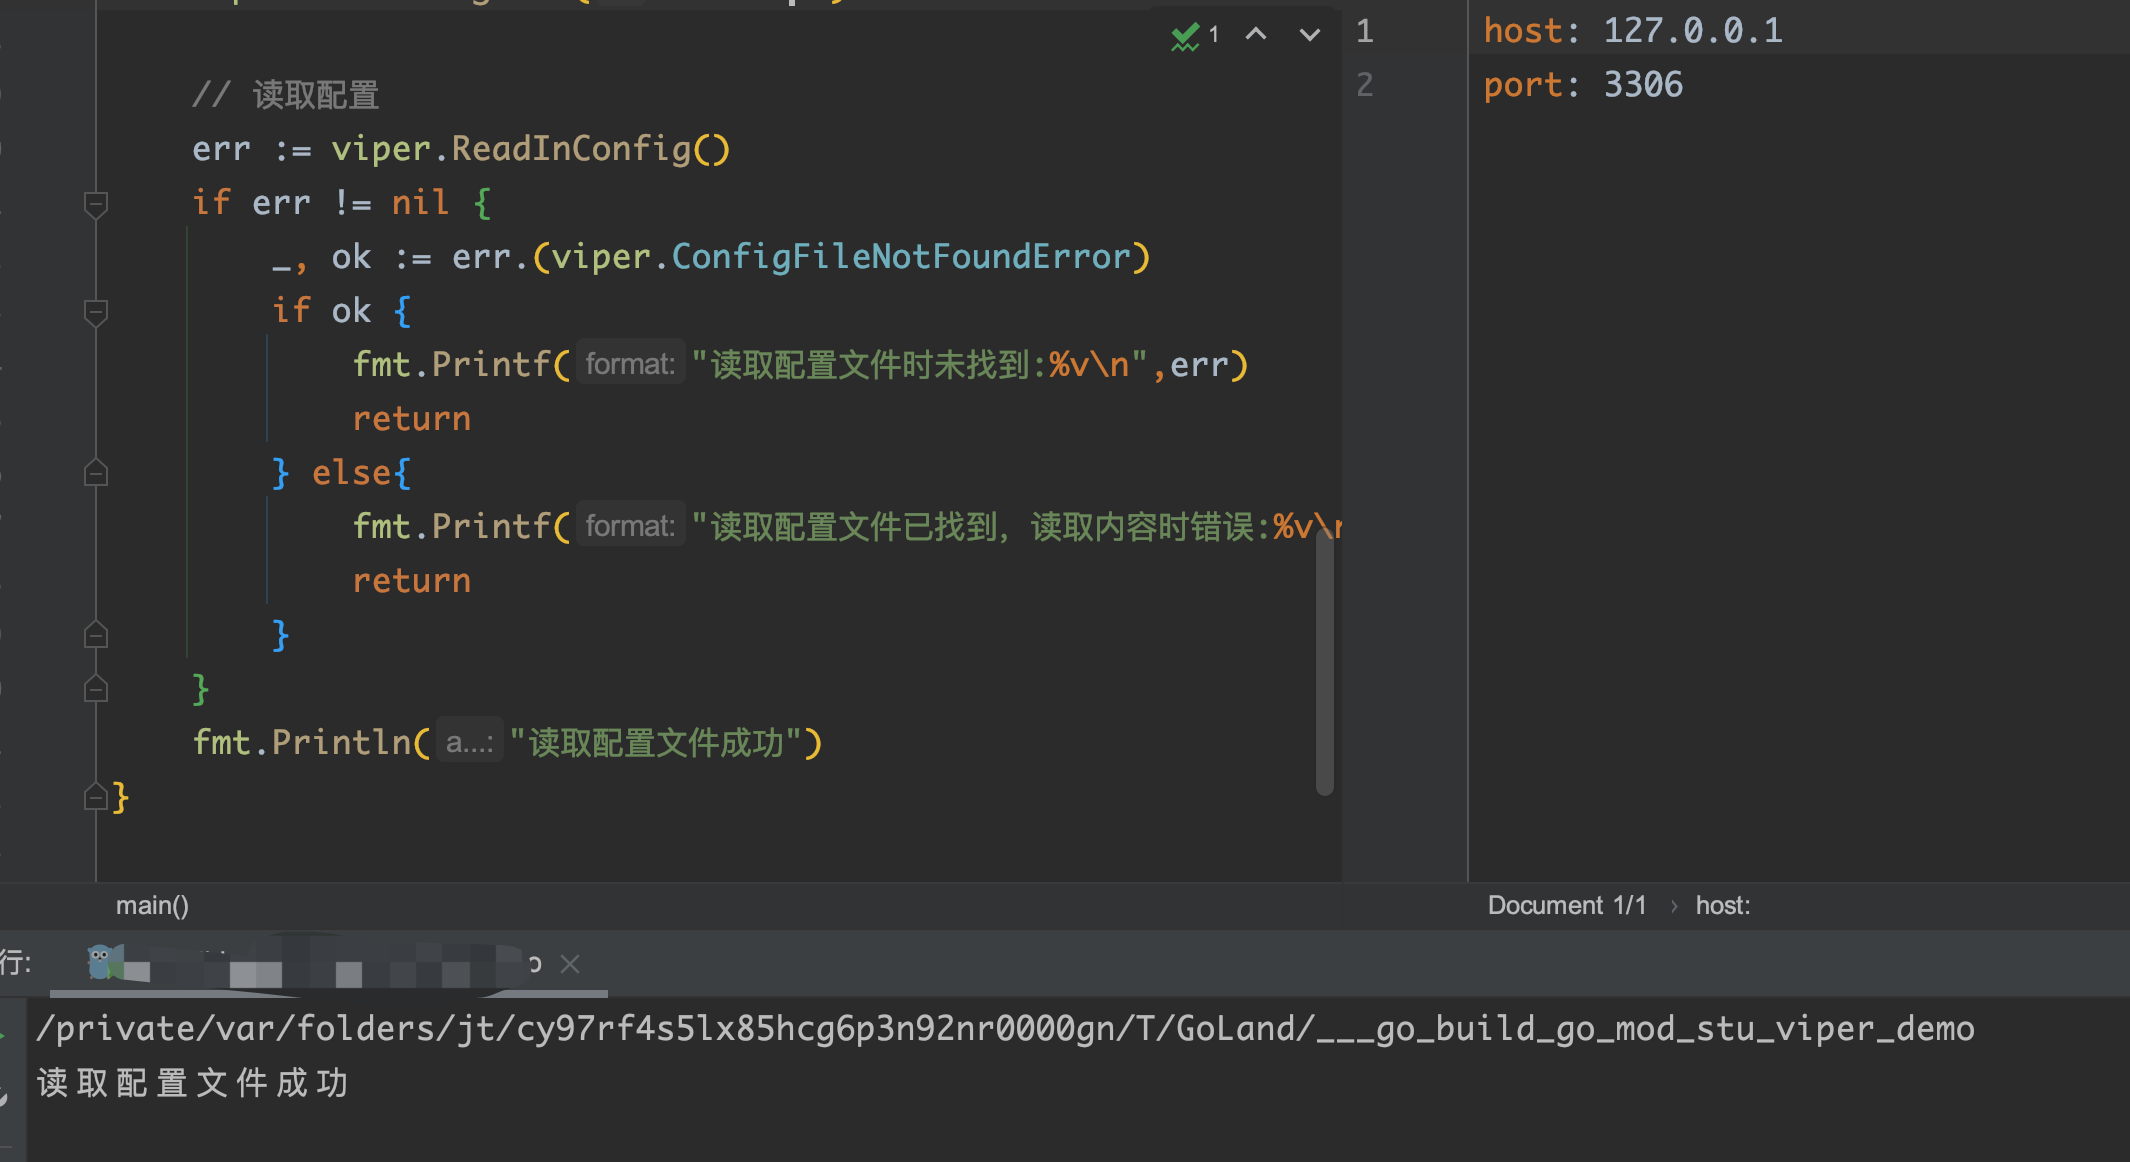 1
// 读取配置
err := viper.ReadInConfig()
if err != nil {
_, ok := err.(viper.ConfigFileNotFoundError)
if ok {
fmt.Printf( format: "读取配置文件时未找到:%v\n",err)
return
} else{
fmt.Printf( format: "读取配置文件已找到, 读取内容时错误:%v\
return
}
}
fmt.Println( a...: "读取配置文件成功")
}
1 host: 127.0.0.1
2 port: 3306
main()
Document 1/1 › host:
行:
/private/var/folders/jt/cy97rf4s5lx85hcg6p3n92nr0000gn/T/GoLand/___go_build_go_mod_stu_viper_demo
读取配置文件成功